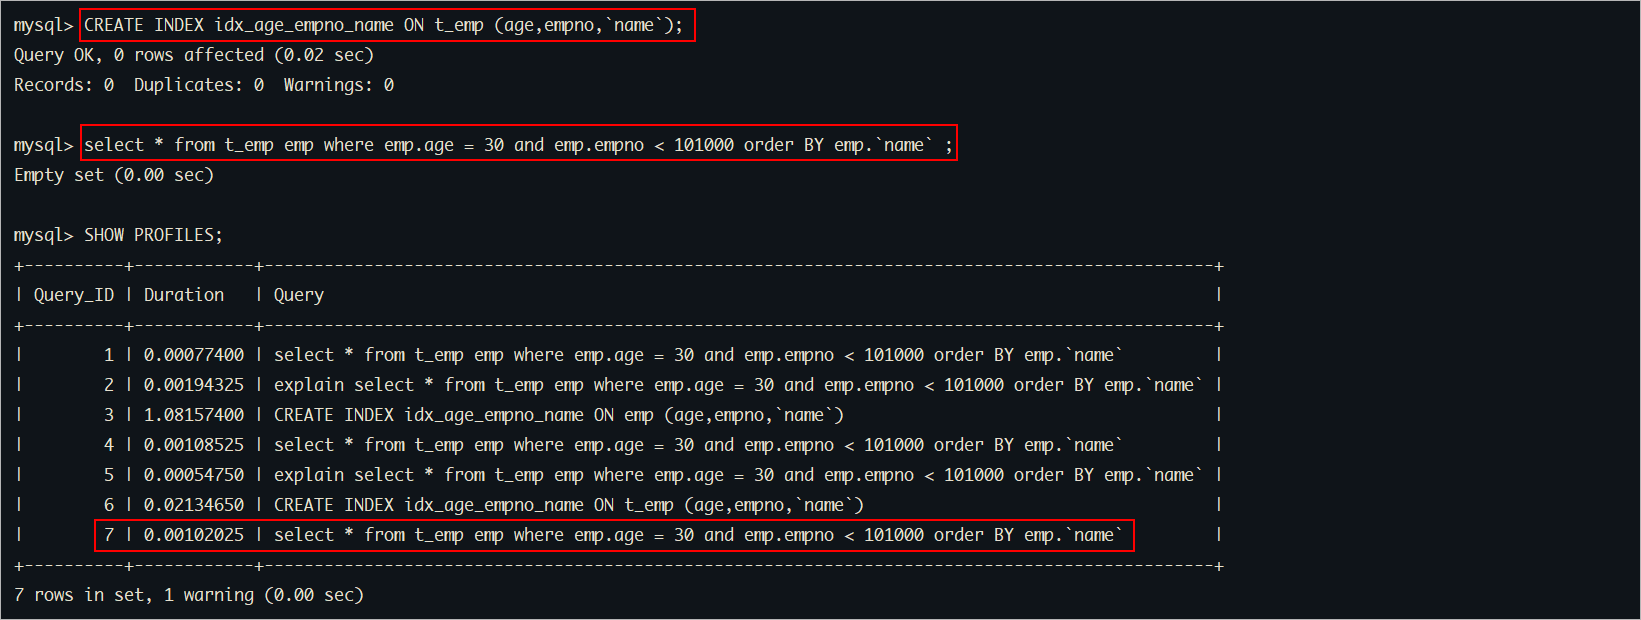 mysql> CREATE INDEX idx_age_empno_name ON t_emp (age,empno,`name`);
Query OK, 0 rows affected (0.02 sec)
Records: 0  Duplicates: 0  Warnings: 0
mysql> select * from t_emp emp where emp.age = 30 and emp.empno < 101000 order BY emp.`name` ;
Empty set (0.00 sec)
mysql> SHOW PROFILES;
+----------+------------+-----------------------------------------------------------------------------------------------+
| Query_ID | Duration   | Query                                                                                         |
+----------+------------+-----------------------------------------------------------------------------------------------+
|        1 | 0.00077400 | select * from t_emp emp where emp.age = 30 and emp.empno < 101000 order BY emp.`name`         |
|        2 | 0.00194325 | explain select * from t_emp emp where emp.age = 30 and emp.empno < 101000 order BY emp.`name` |
|        3 | 1.08157400 | CREATE INDEX idx_age_empno_name ON emp (age,empno,`name`)                                     |
|        4 | 0.00108525 | select * from t_emp emp where emp.age = 30 and emp.empno < 101000 order BY emp.`name`         |
|        5 | 0.00054750 | explain select * from t_emp emp where emp.age = 30 and emp.empno < 101000 order BY emp.`name` |
|        6 | 0.02134650 | CREATE INDEX idx_age_empno_name ON t_emp (age,empno,`name`)                                   |
|        7 | 0.00102025 | select * from t_emp emp where emp.age = 30 and emp.empno < 101000 order BY emp.`name`         |
+----------+------------+-----------------------------------------------------------------------------------------------+
7 rows in set, 1 warning (0.00 sec)